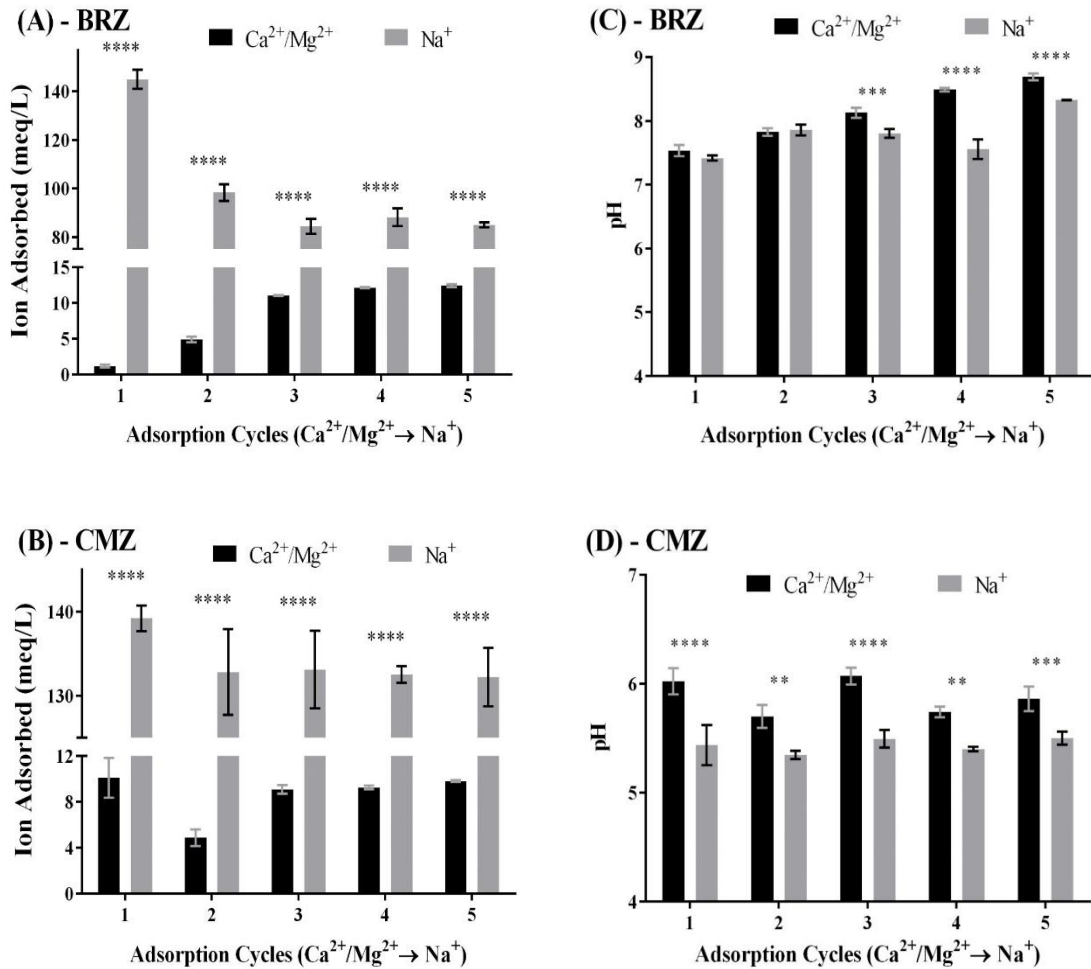 (A) - BRZ
Ca²⁺/Mg²⁺ Na⁺
****
****
****
****
****
Ion Adsorbed (meq/L)
140
120
100
80
15
10
5
0
1 2 3 4 5
Adsorption Cycles (Ca²⁺/Mg²⁺→ Na⁺)
(C) - BRZ
Ca²⁺/Mg²⁺ Na⁺
***
****
****
pH
9
8
7
6
5
4
1 2 3 4 5
Adsorption Cycles (Ca²⁺/Mg²⁺→ Na⁺)
(B) - CMZ
Ca²⁺/Mg²⁺ Na⁺
****
****
****
****
****
Ion Adsorbed (meq/L)
140
130
12
8
4
0
1 2 3 4 5
Adsorption Cycles (Ca²⁺/Mg²⁺→ Na⁺)
(D) - CMZ
Ca²⁺/Mg²⁺ Na⁺
****
**
****
**
***
pH
7
6
5
4
1 2 3 4 5
Adsorption Cycles (Ca²⁺/Mg²⁺→ Na⁺)